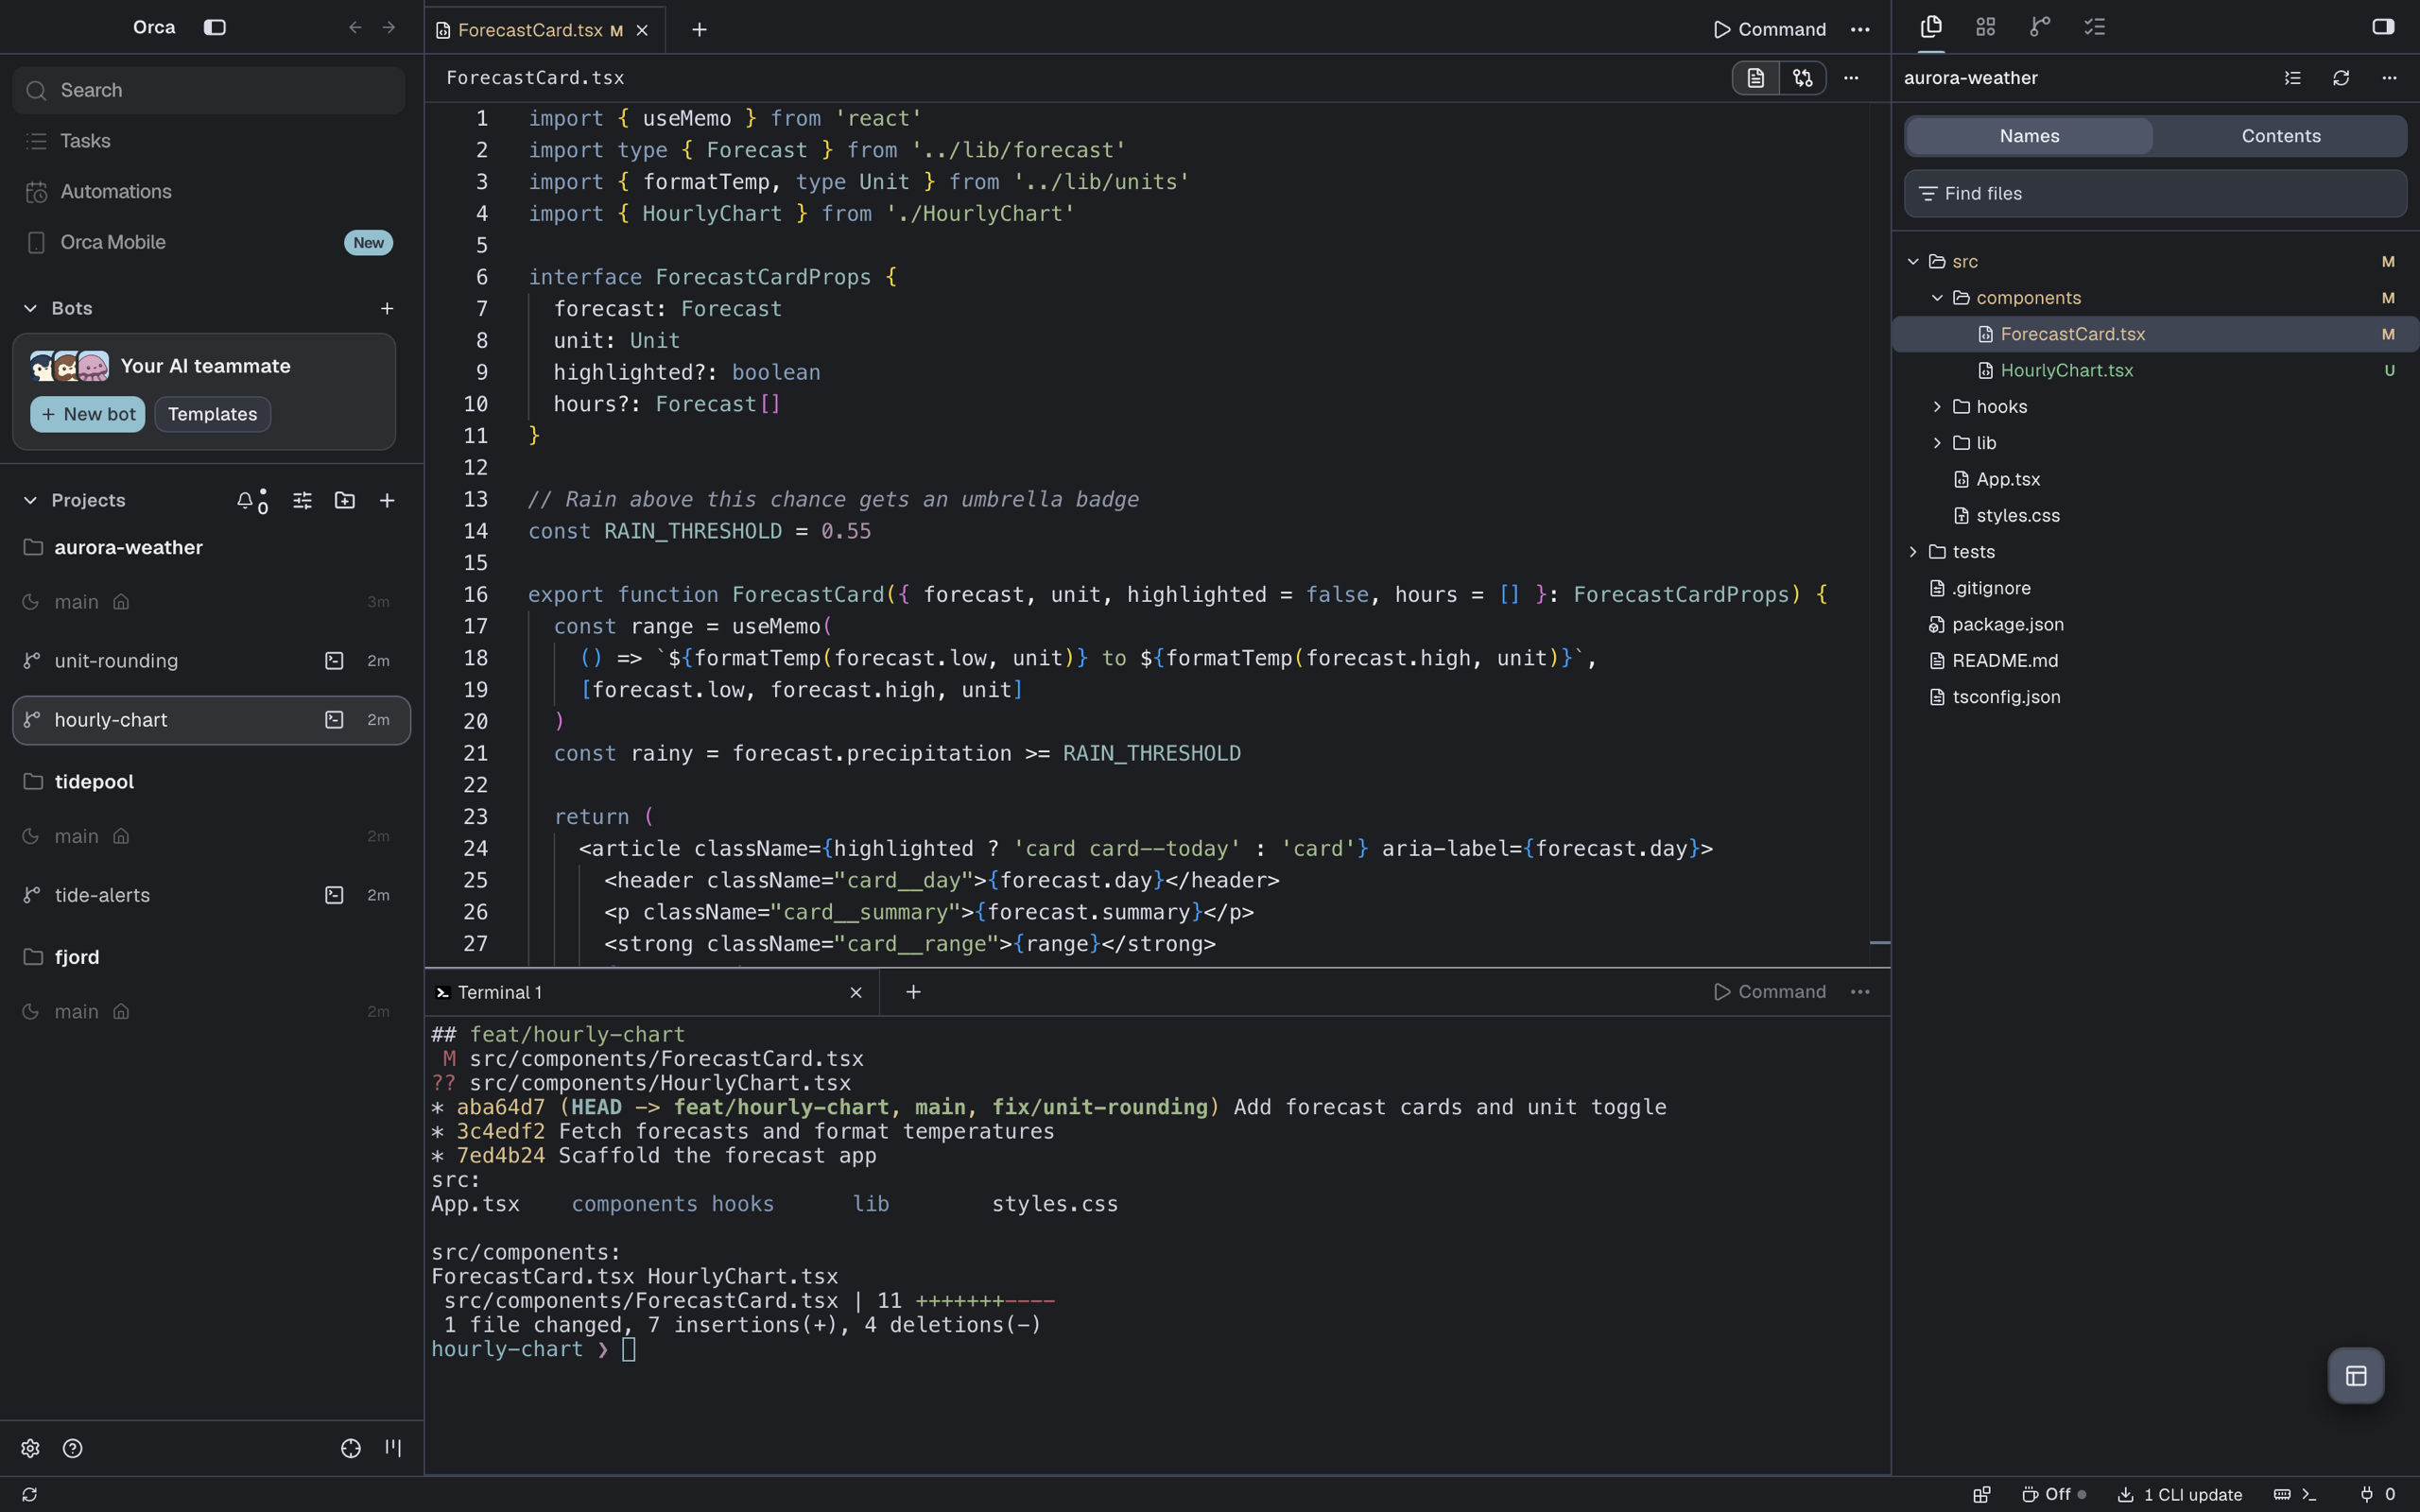 Orca
Search
Tasks
Automations
Orca Mobile
New
Bots
Your AI teammate
+ New bot
Templates
Projects
0
aurora-weather
main
3m
unit-rounding
2m
hourly-chart
2m
tidepool
main
2m
tide-alerts
2m
fjord
main
2m
ForecastCard.tsx M
Command
ForecastCard.tsx
1 import { useMemo } from 'react'
2 import type { Forecast } from '../lib/forecast'
3 import { formatTemp, type Unit } from '../lib/units'
4 import { HourlyChart } from './HourlyChart'
5
6 interface ForecastCardProps {
7 forecast: Forecast
8 unit: Unit
9 highlighted?: boolean
10 hours?: Forecast[]
11 }
12
13 // Rain above this chance gets an umbrella badge
14 const RAIN_THRESHOLD = 0.55
15
16 export function ForecastCard({ forecast, unit, highlighted = false, hours = [] }: ForecastCardProps) {
17 const range = useMemo(
18 () => `${formatTemp(forecast.low, unit)} to ${formatTemp(forecast.high, unit)}`,
19 [forecast.low, forecast.high, unit]
20 )
21 const rainy = forecast.precipitation >= RAIN_THRESHOLD
22
23 return (
24 <article className={highlighted ? 'card card--today' : 'card'} aria-label={forecast.day}>
25 <header className="card__day">{forecast.day}</header>
26 <p className="card__summary">{forecast.summary}</p>
27 <strong className="card__range">{range}</strong>
Terminal 1
Command
## feat/hourly-chart
M src/components/ForecastCard.tsx
?? src/components/HourlyChart.tsx
* aba64d7 (HEAD -> feat/hourly-chart, main, fix/unit-rounding) Add forecast cards and unit toggle
* 3c4edf2 Fetch forecasts and format temperatures
* 7ed4b24 Scaffold the forecast app
src:
App.tsx components hooks lib styles.css
src/components:
ForecastCard.tsx HourlyChart.tsx
src/components/ForecastCard.tsx | 11 +++++++----
1 file changed, 7 insertions(+), 4 deletions(-)
hourly-chart ❯
aurora-weather
Names
Contents
Find files
src M
components M
ForecastCard.tsx M
HourlyChart.tsx U
hooks
lib
App.tsx
styles.css
tests
.gitignore
package.json
README.md
tsconfig.json
Off
1 CLI update
0